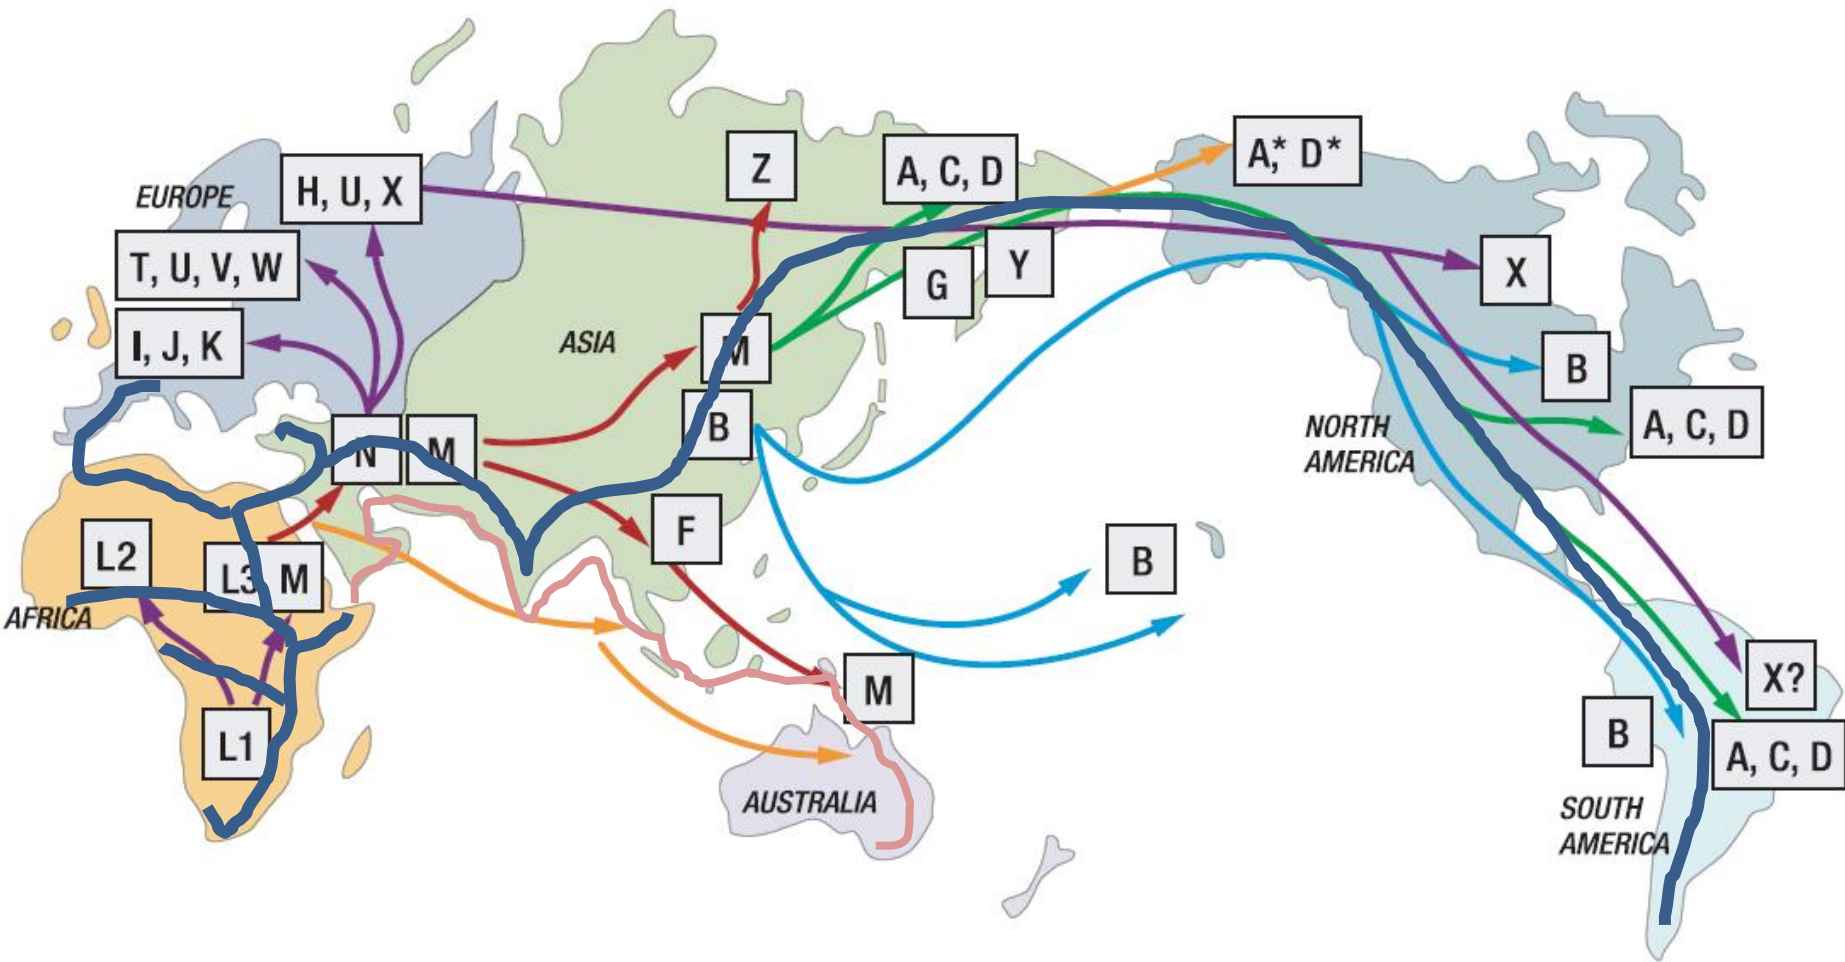 Z
A, C, D
A,* D*
EUROPE
H, U, X
T, U, V, W
G
Y
X
I, J, K
ASIA
M
B
B
N
M
NORTH
AMERICA
A, C, D
L2
L3
M
F
B
AFRICA
M
X?
L1
B
A, C, D
AUSTRALIA
SOUTH
AMERICA